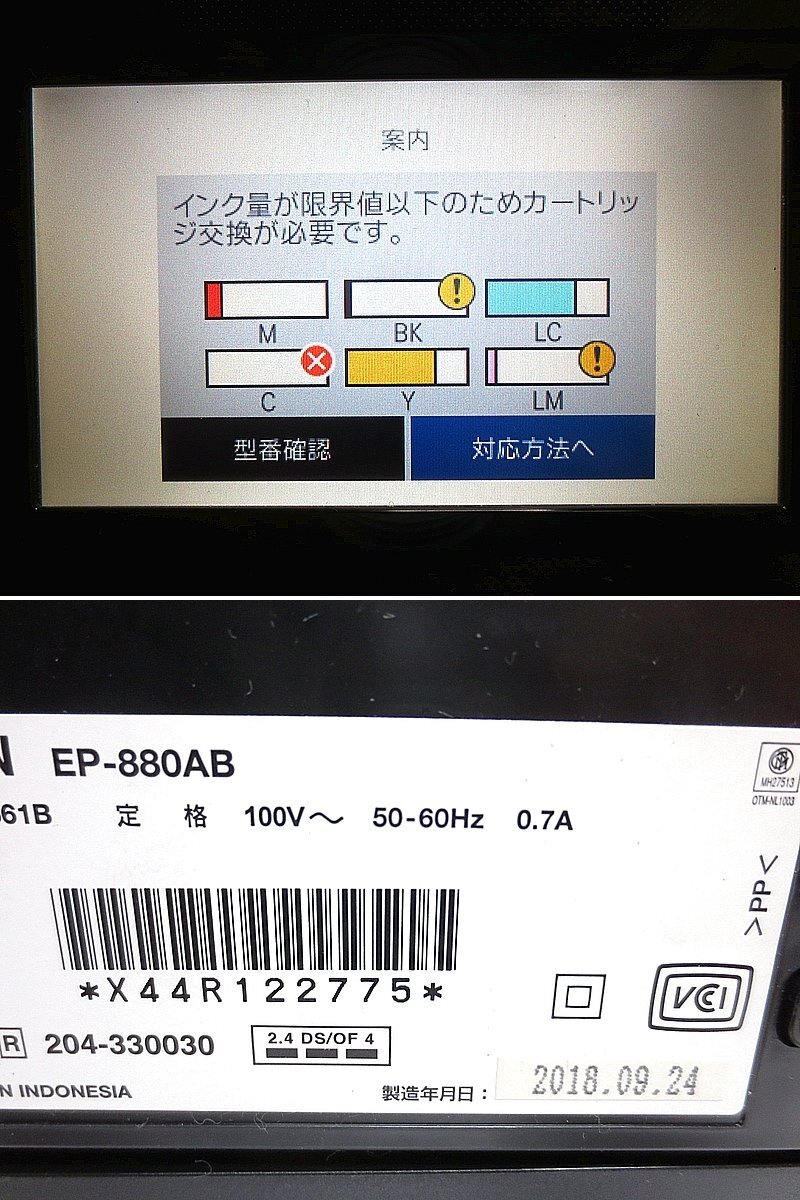 案内
インク量が限界値以下のためカートリッ
ジ交換が必要です。
M BK LC
C Y LM
型番確認 対応方法へ
N EP-880AB
61B 定 格 100V～ 50-60Hz 0.7A
MH27513
OTM-NL1003
>PP<
*X44R122775*
VCCI
R 204-330030 2.4 DS/OF 4
N INDONESIA
製造年月日： 2018.09.24